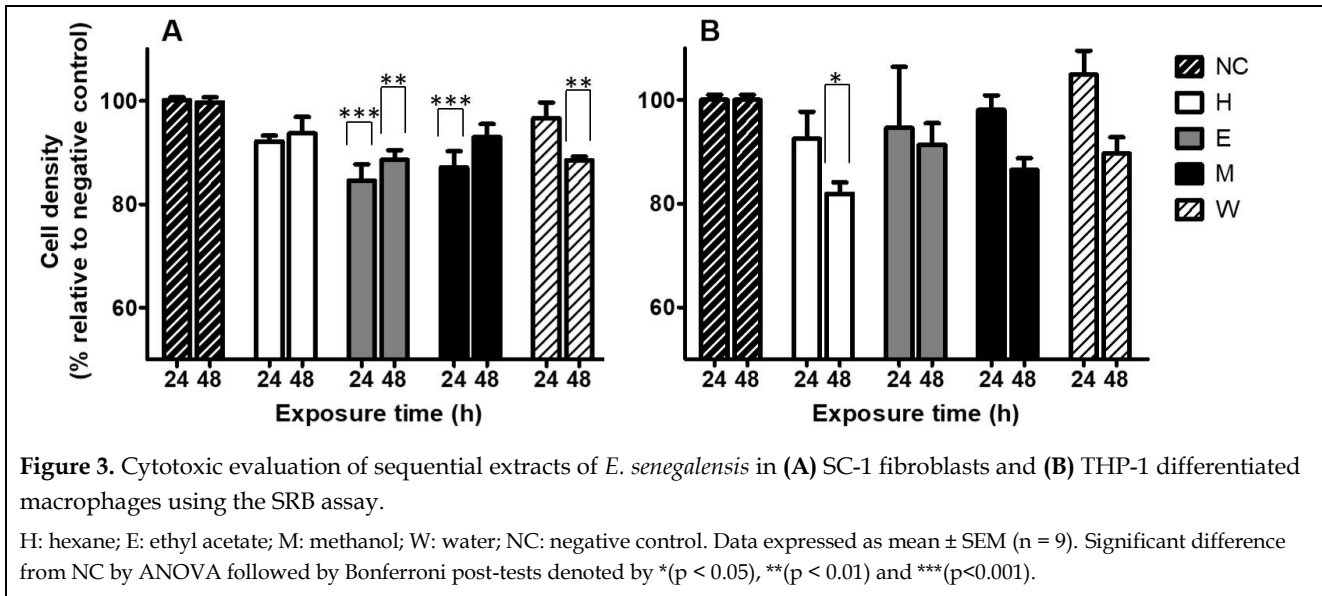 A
B
Cell density
(% relative to negative control)
100
80
60
***
**
***
**
24 48 24 48 24 48 24 48 24 48
Exposure time (h)
100
80
60
*
24 48 24 48 24 48 24 48 24 48
Exposure time (h)
NC
H
E
M
W
Figure 3. Cytotoxic evaluation of sequential extracts of E. senegalensis in (A) SC-1 fibroblasts and (B) THP-1 differentiated
macrophages using the SRB assay.
H: hexane; E: ethyl acetate; M: methanol; W: water; NC: negative control. Data expressed as mean ± SEM (n = 9). Significant difference
from NC by ANOVA followed by Bonferroni post-tests denoted by *(p < 0.05), **(p < 0.01) and ***(p<0.001).